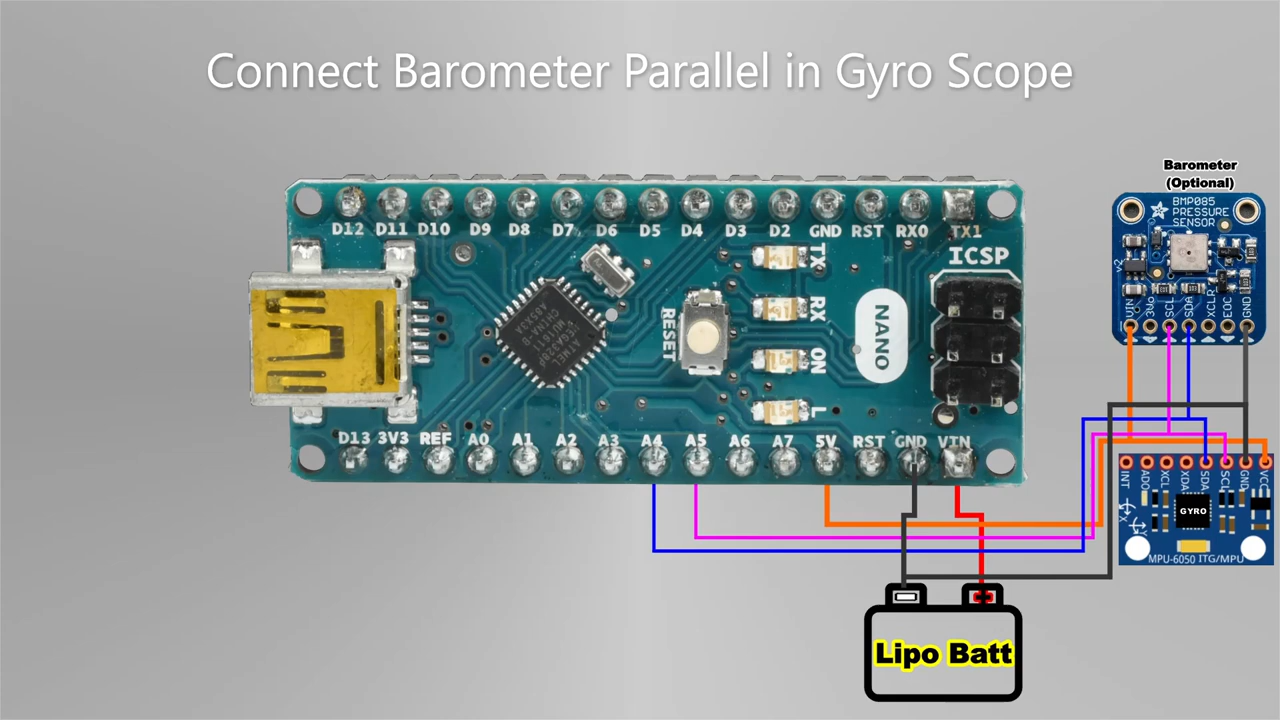 Connect Barometer Parallel in Gyro Scope
Barometer
(Optional)
BMP085
PRESSURE
SENSOR
v2
VIN 3Vo SCL SDA XCLR EOC GND
D12 D11 D10 D9 D8 D7 D6 D5 D4 D3 D2 GND RST RX0 TX1
ICSP
TX
RX
ON
L
RESET
NANO
D13 3V3 REF A0 A1 A2 A3 A4 A5 A6 A7 5V RST GND VIN
INT ADO XCL XDA SDA SCL GND VCC
GYRO
X
Y
MPU-6050 ITG/MPU
Lipo Batt